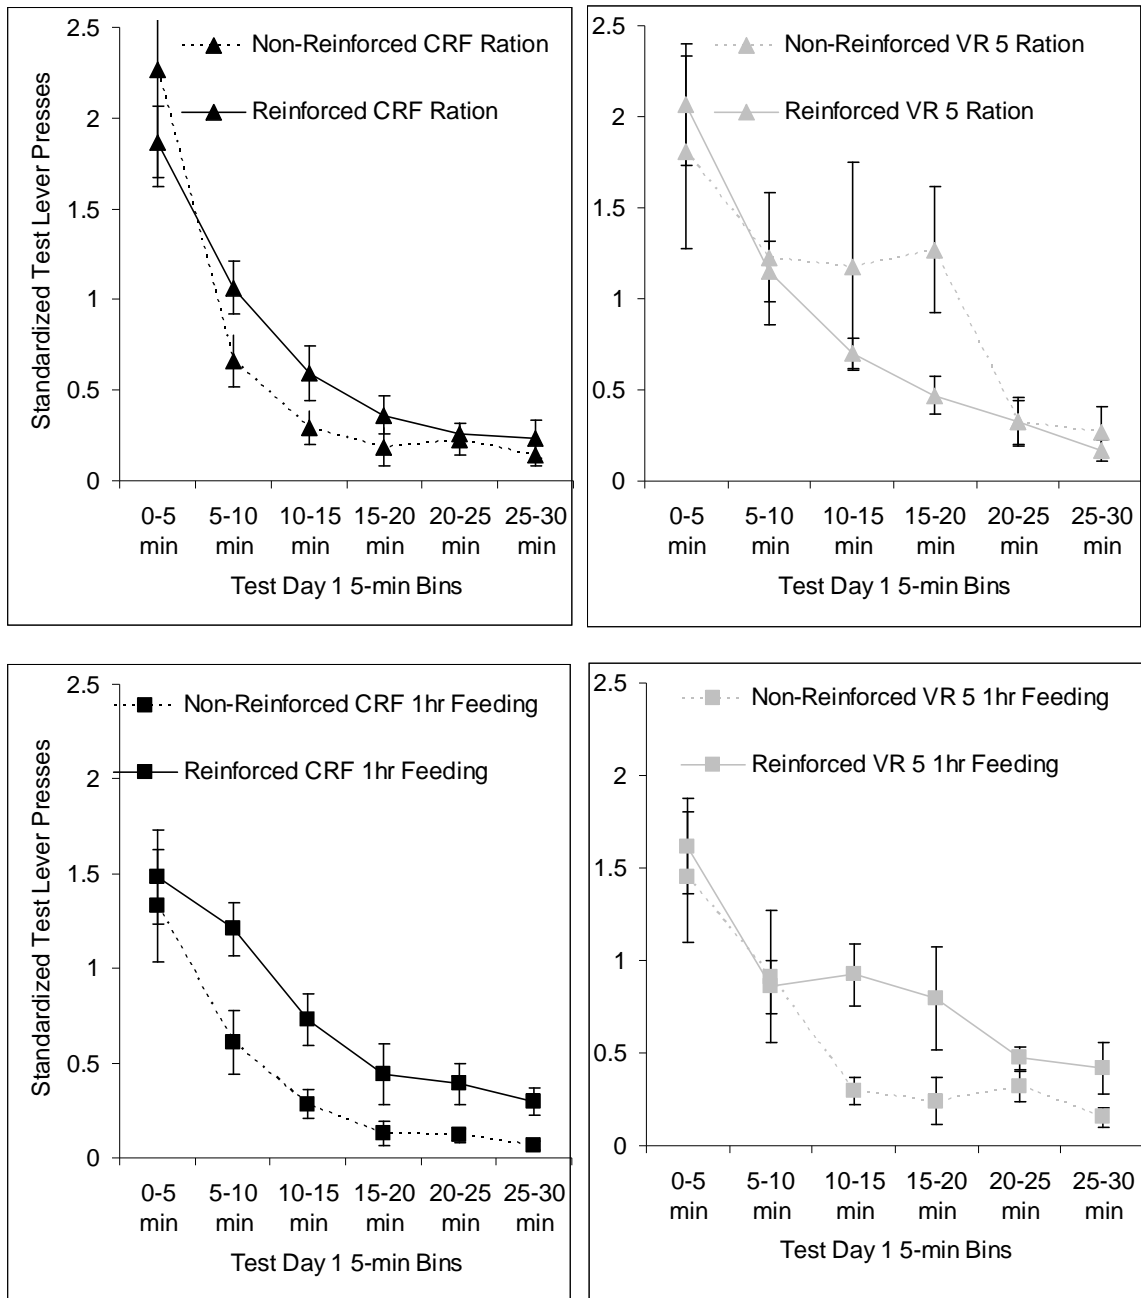 2.5
2
1.5
1
0.5
0
Standardized Test Lever Presses
Non-Reinforced CRF Ration
Reinforced CRF Ration
0-5 min
5-10 min
10-15 min
15-20 min
20-25 min
25-30 min
Test Day 1 5-min Bins
2.5
2
1.5
1
0.5
0
Non-Reinforced VR 5 Ration
Reinforced VR 5 Ration
0-5 min
5-10 min
10-15 min
15-20 min
20-25 min
25-30 min
Test Day 1 5-min Bins
2.5
2
1.5
1
0.5
0
Standardized Test Lever Presses
Non-Reinforced CRF 1hr Feeding
Reinforced CRF 1hr Feeding
0-5 min
5-10 min
10-15 min
15-20 min
20-25 min
25-30 min
Test Day 1 5-min Bins
2.5
2
1.5
1
0.5
0
Non-Reinforced VR 5 1hr Feeding
Reinforced VR 5 1hr Feeding
0-5 min
5-10 min
10-15 min
15-20 min
20-25 min
25-30 min
Test Day 1 5-min Bins